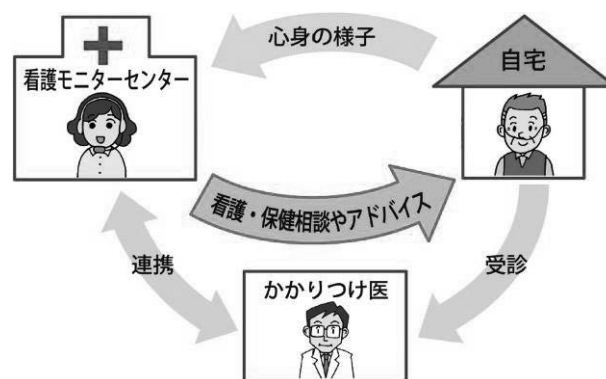 心身の様子
自宅
看護モニターセンター
看護・保健相談やアドバイス
連携
受診
かかりつけ医